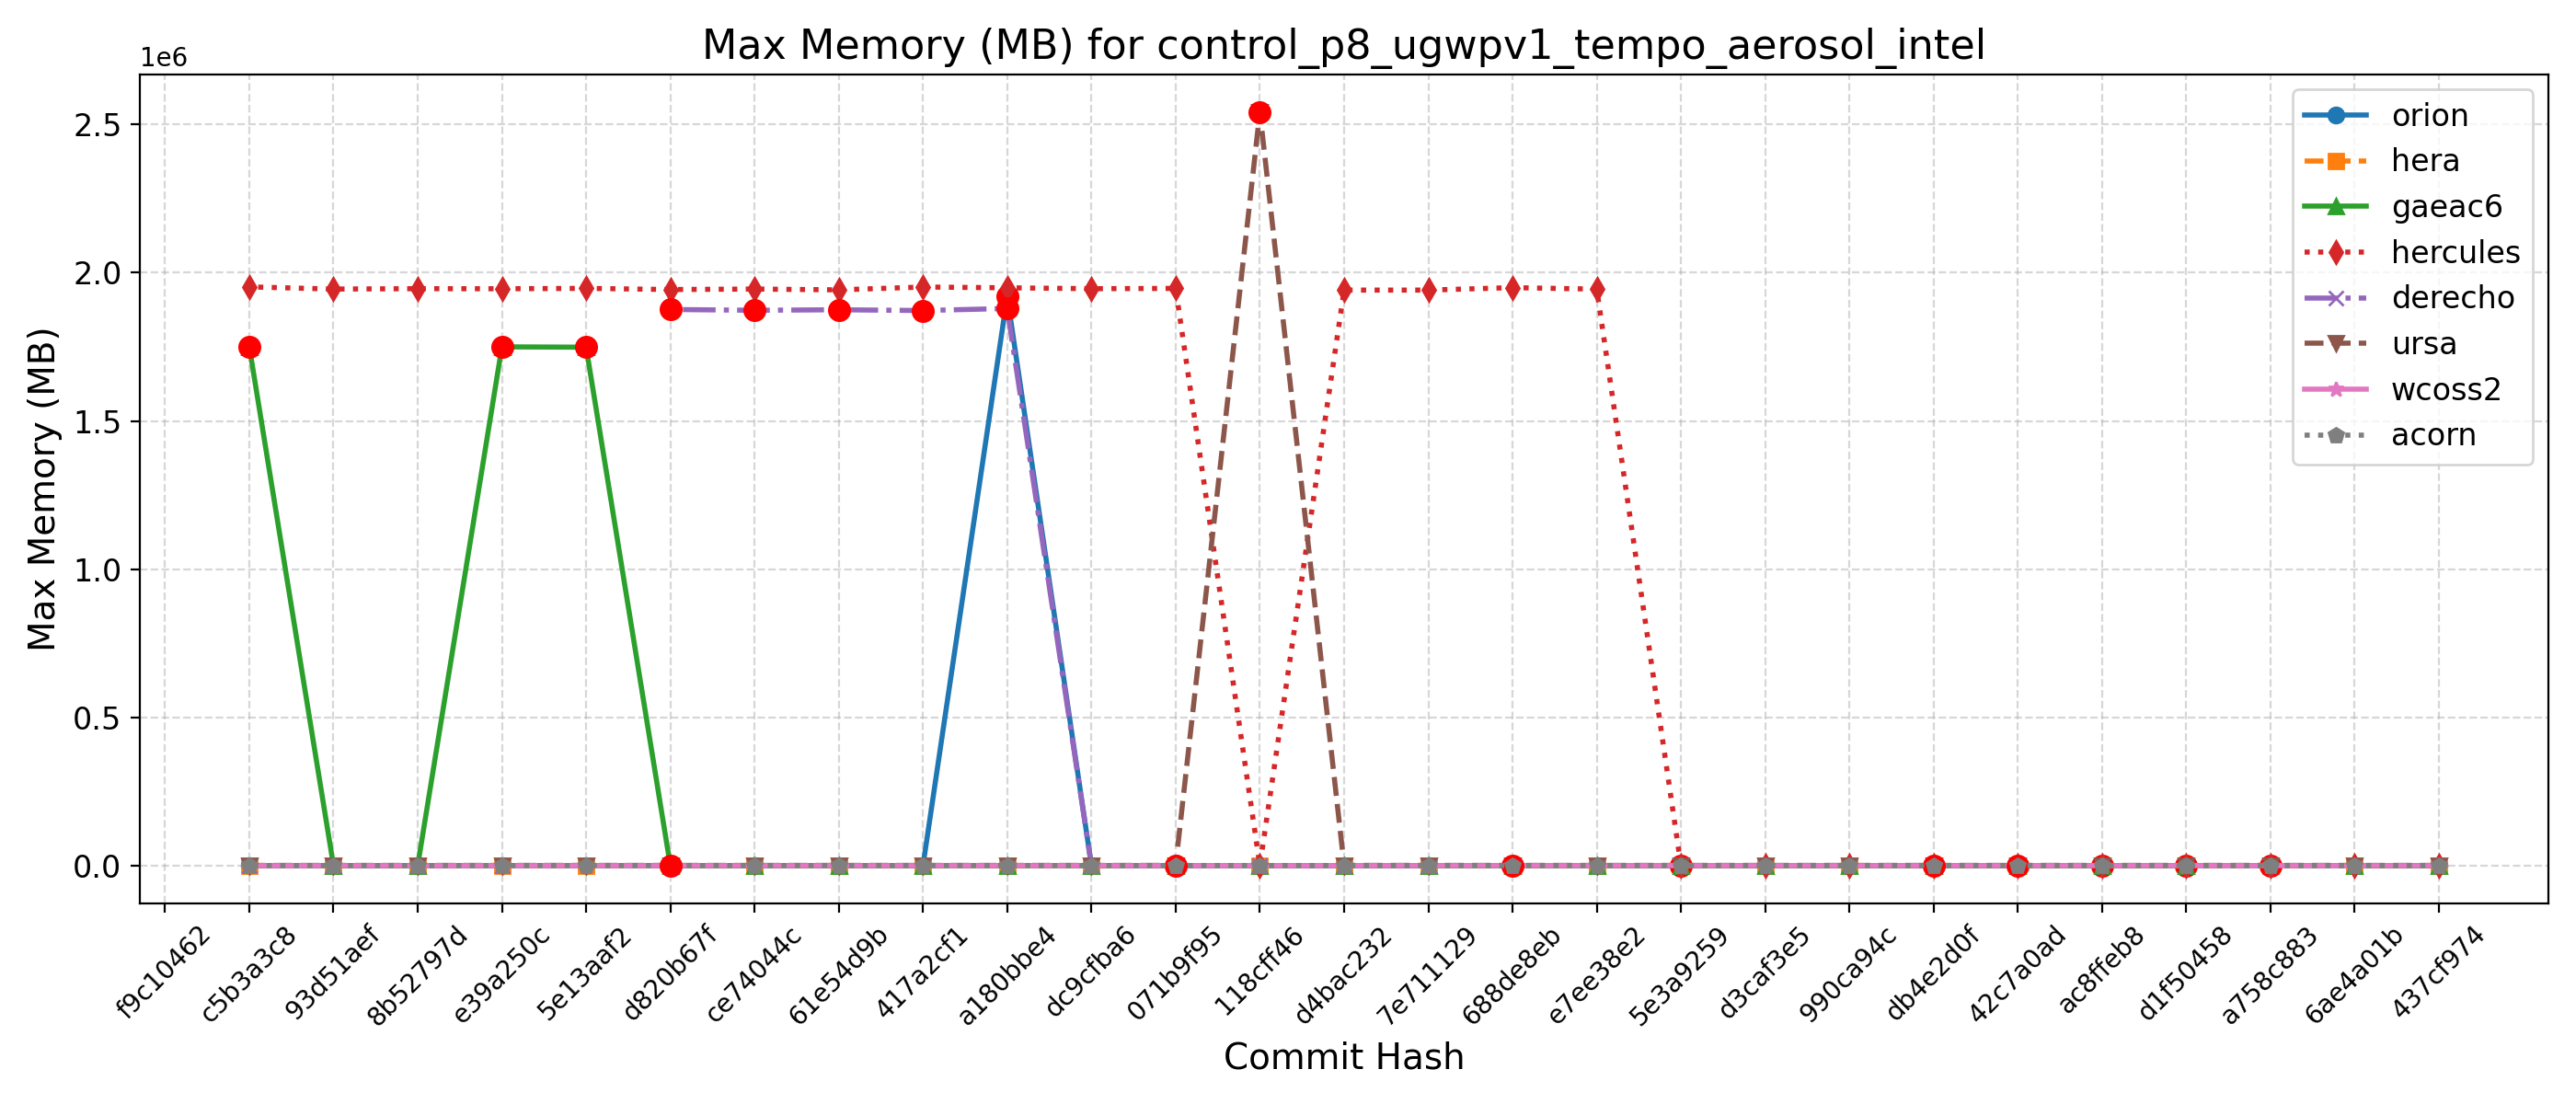 Max Memory (MB) for control_p8_ugwpv1_tempo_aerosol_intel
1e6
2.5
2.0
1.5
1.0
0.5
0.0
Max Memory (MB)
orion
hera
gaeac6
hercules
derecho
ursa
wcoss2
acorn
f9c10462
c5b3a3c8
93d51aef
8b52797d
e39a250c
5e13aaf2
d820b67f
ce74044c
61e54d9b
417a2cf1
a180bbe4
dc9cfba6
071b9f95
118cff46
d4bac232
7e711129
688de8eb
e7ee38e2
5e3a9259
d3caf3e5
990ca94c
db4e2d0f
42c7a0ad
ac8ffeb8
d1f50458
a758c883
6ae4a01b
437cf974
Commit Hash